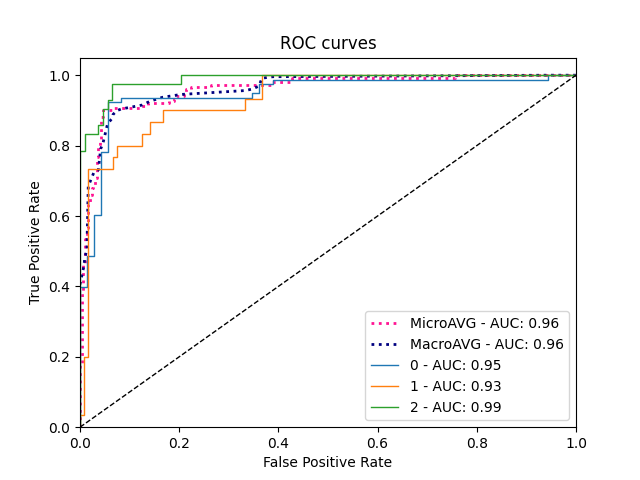 ROC curves
True Positive Rate
1.0
0.8
0.6
0.4
0.2
0.0
0.0 0.2 0.4 0.6 0.8 1.0
False Positive Rate
MicroAVG - AUC: 0.96
MacroAVG - AUC: 0.96
0 - AUC: 0.95
1 - AUC: 0.93
2 - AUC: 0.99